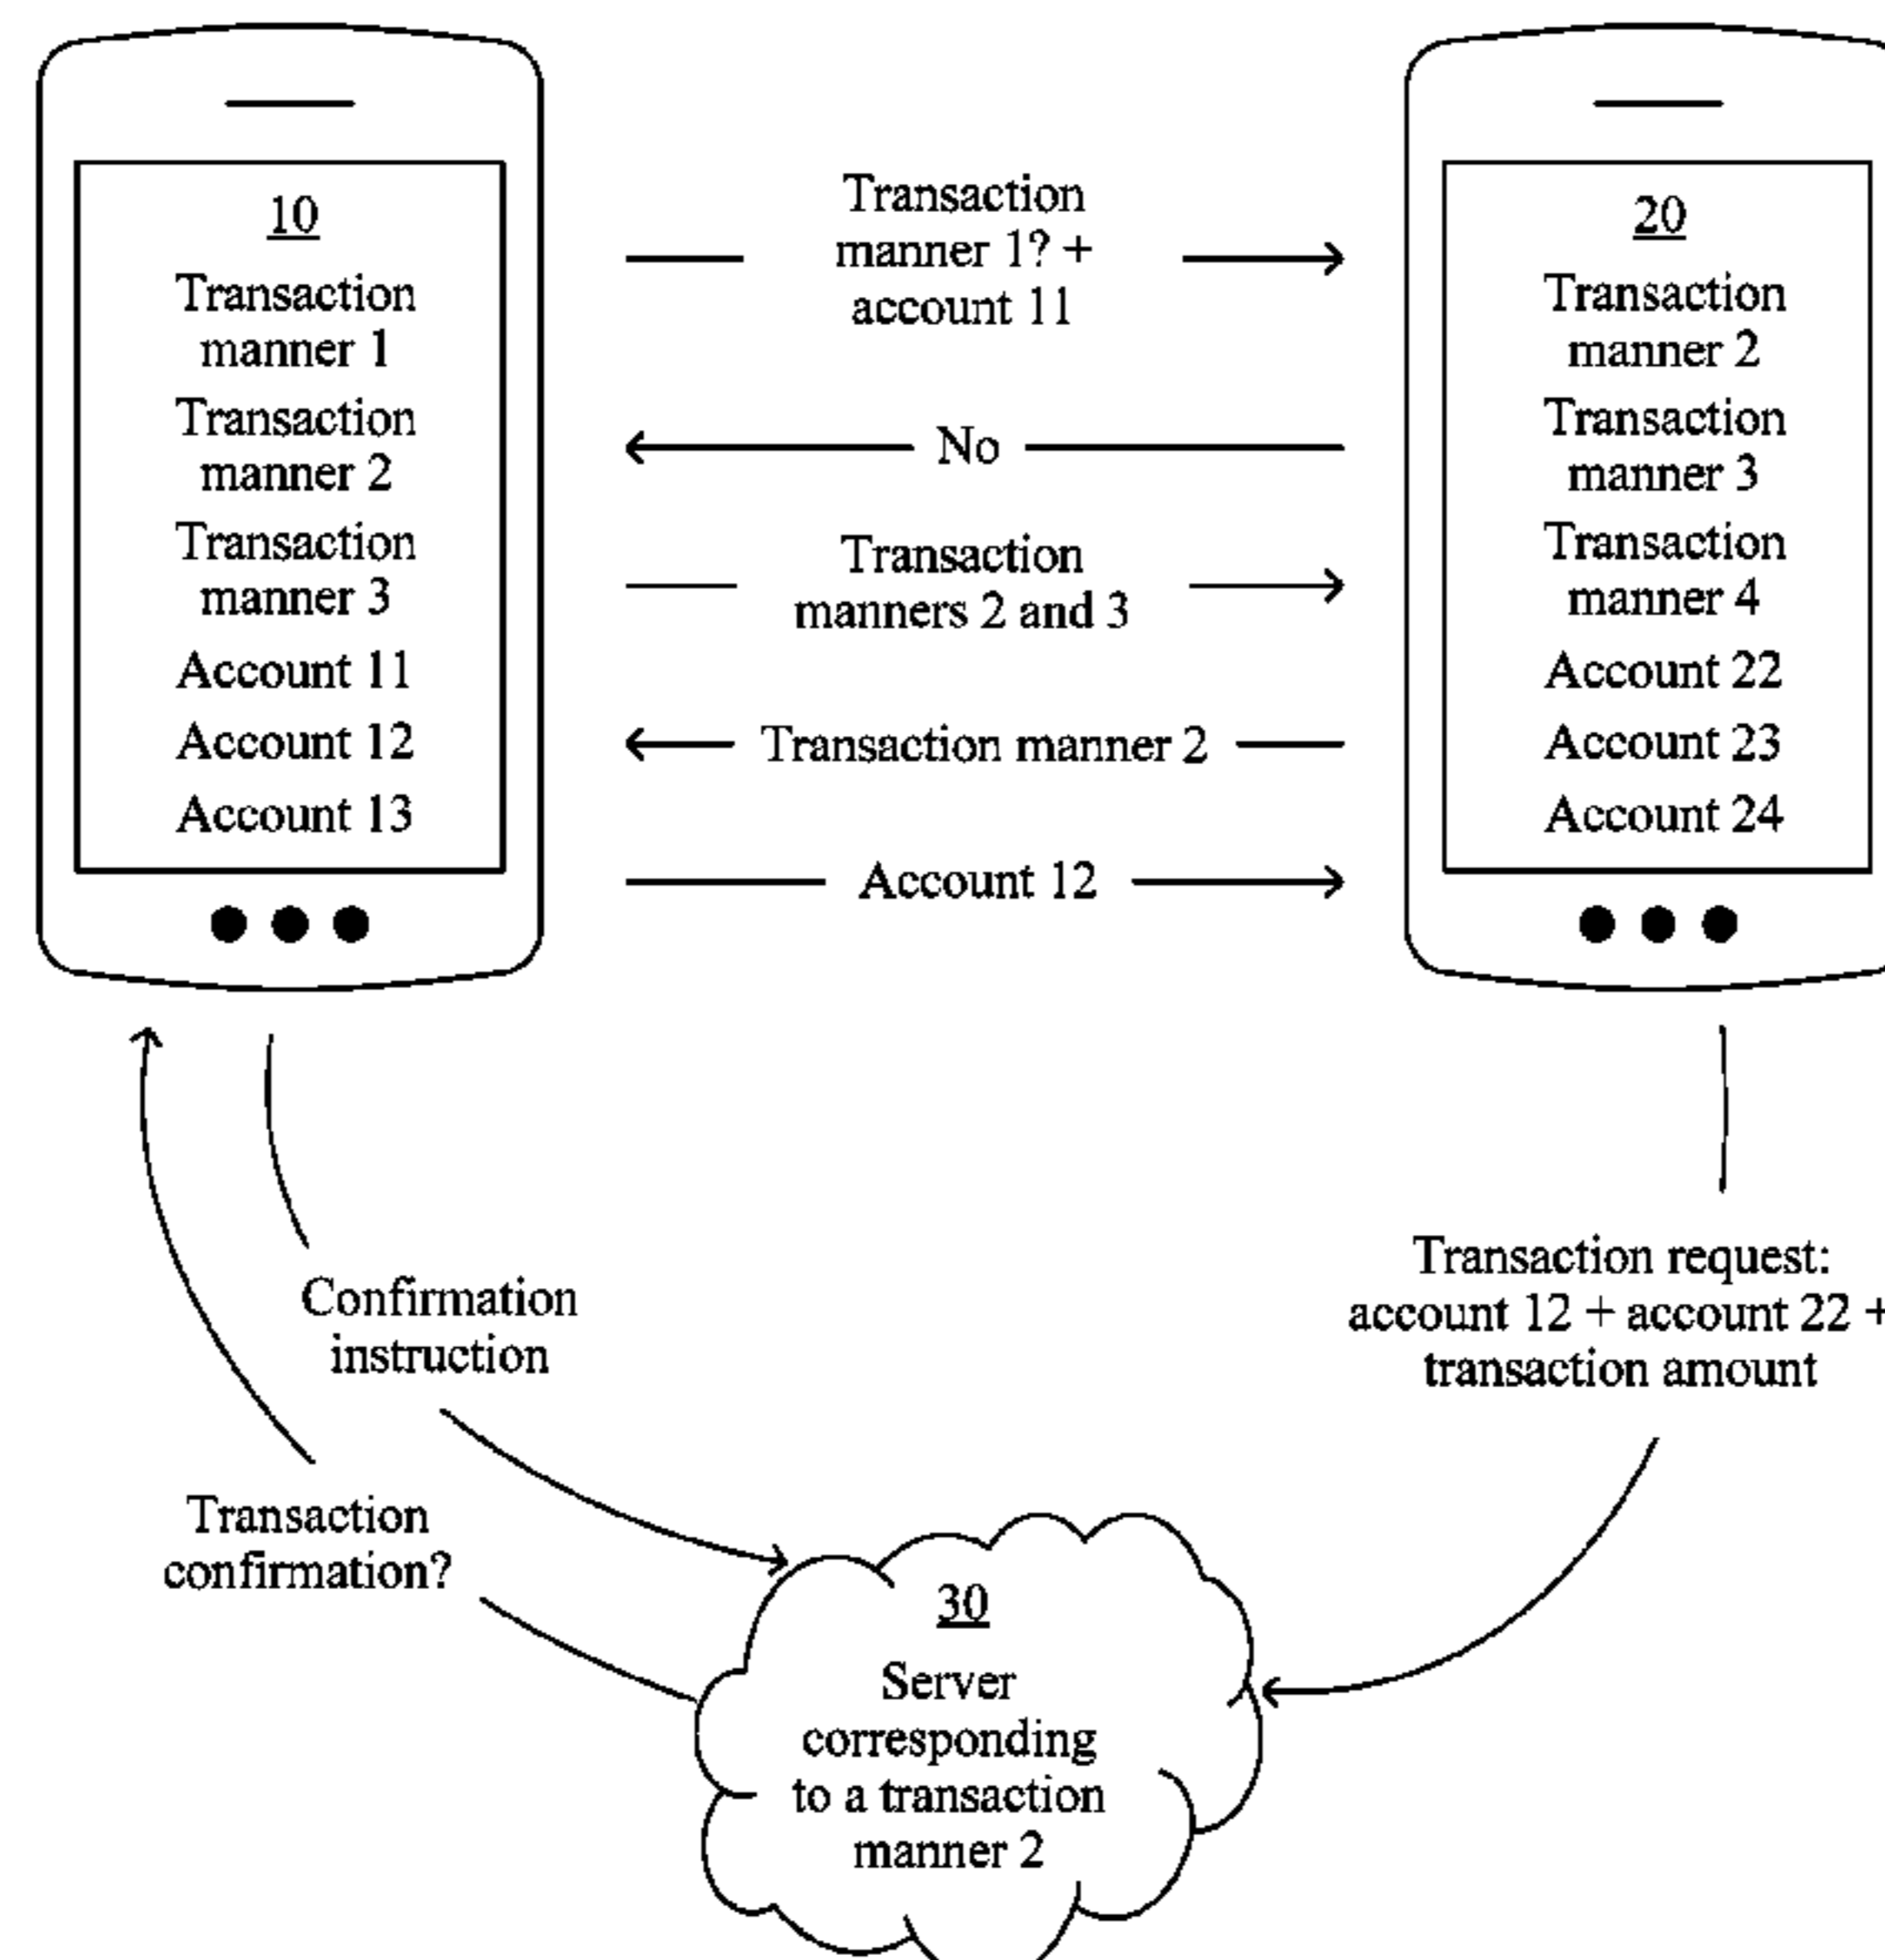 10
Transaction
manner 1
Transaction
manner 2
Transaction
manner 3
Account 11
Account 12
Account 13
Transaction
manner 1? +
account 11
No
Transaction
manners 2 and 3
Transaction manner 2
Account 12
20
Transaction
manner 2
Transaction
manner 3
Transaction
manner 4
Account 22
Account 23
Account 24
Confirmation
instruction
Transaction
confirmation?
Transaction request:
account 12 + account 22 +
transaction amount
30
Server
corresponding
to a transaction
manner 2